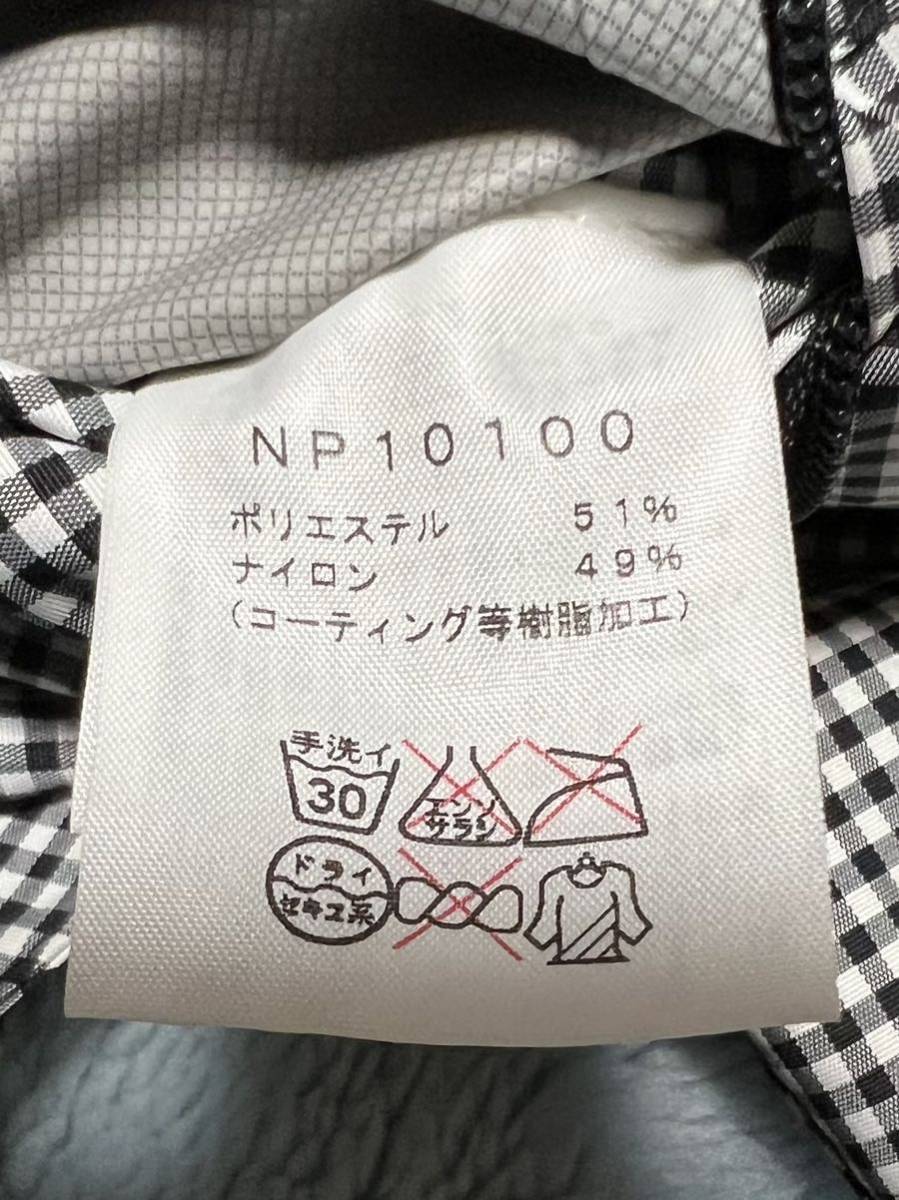 NP10100
ポリエステル 51%
ナイロン 49%
(コーティング等樹脂加工)
手洗イ
30
エンソ
サラシ
ドライ
セキユ系